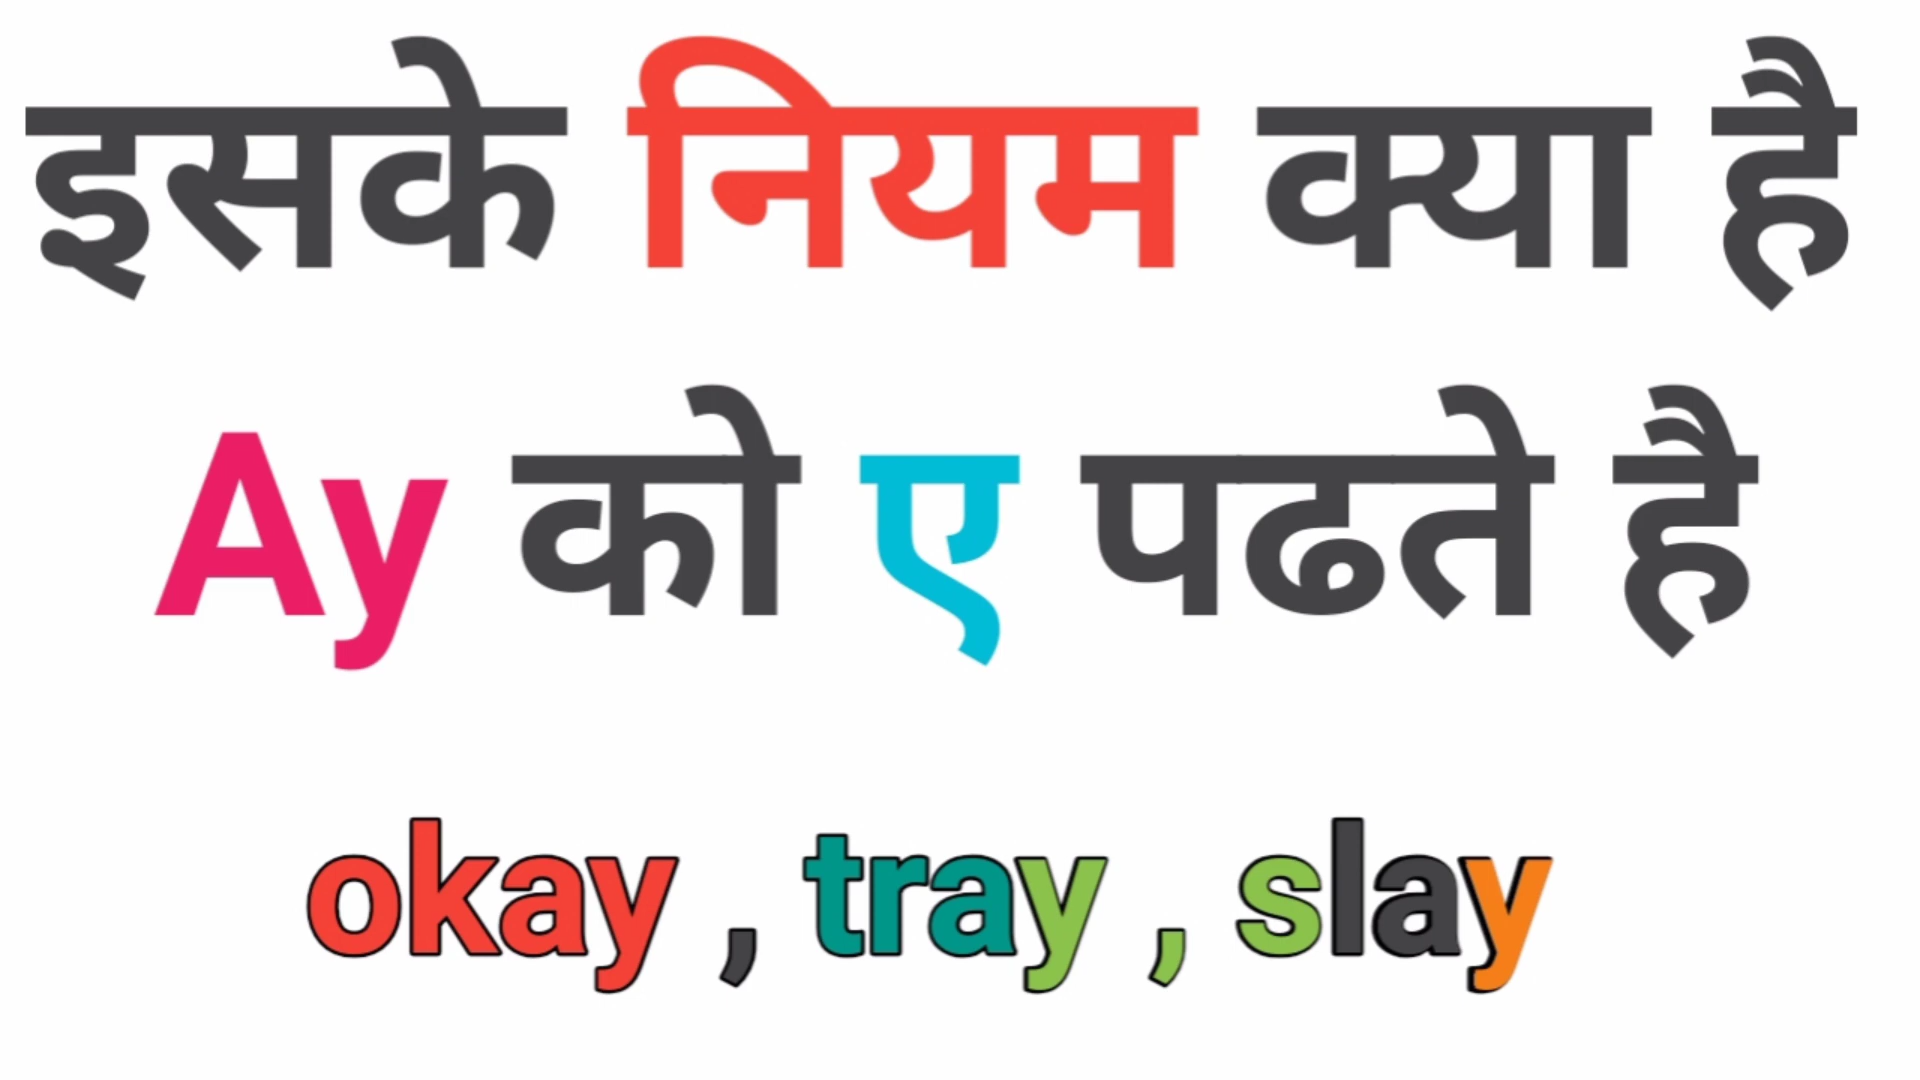 इसके नियम क्या है
Ay को ए पढते है
okay , tray , slay